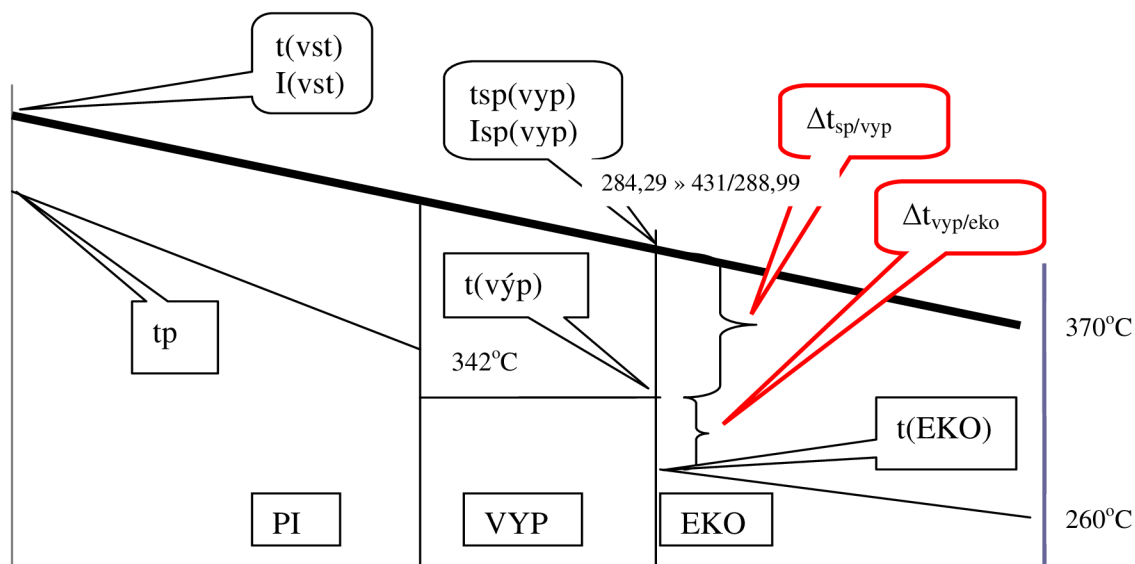 t(vst)
I(vst)
tsp(vyp)
Isp(vyp)
Δtsp/vyp
284,29 » 431/288,99
Δtvyp/eko
t(výp)
tp
342°C
370°C
t(EKO)
PI
VYP
EKO
260°C